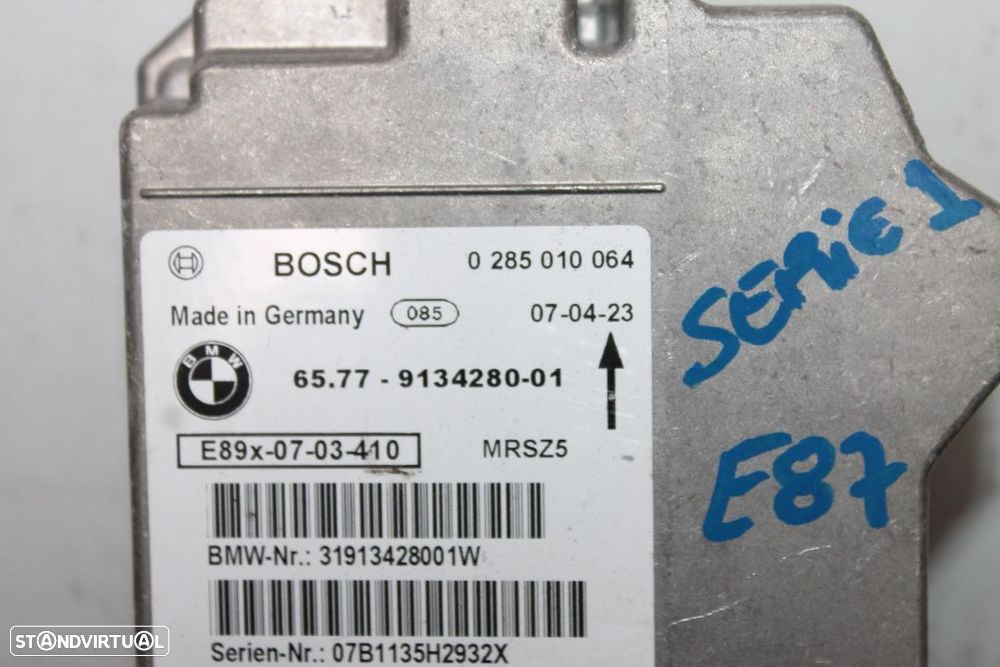 BOSCH 0 285 010 064
Made in Germany 085 07-04-23
BMW
65.77 - 9134280-01
E89x-07-03-410 MRSZ5
BMW-Nr.: 31913428001W
Serien-Nr.: 07B1135H2932X
SERiE 1
E87
STANDVIRTUAL